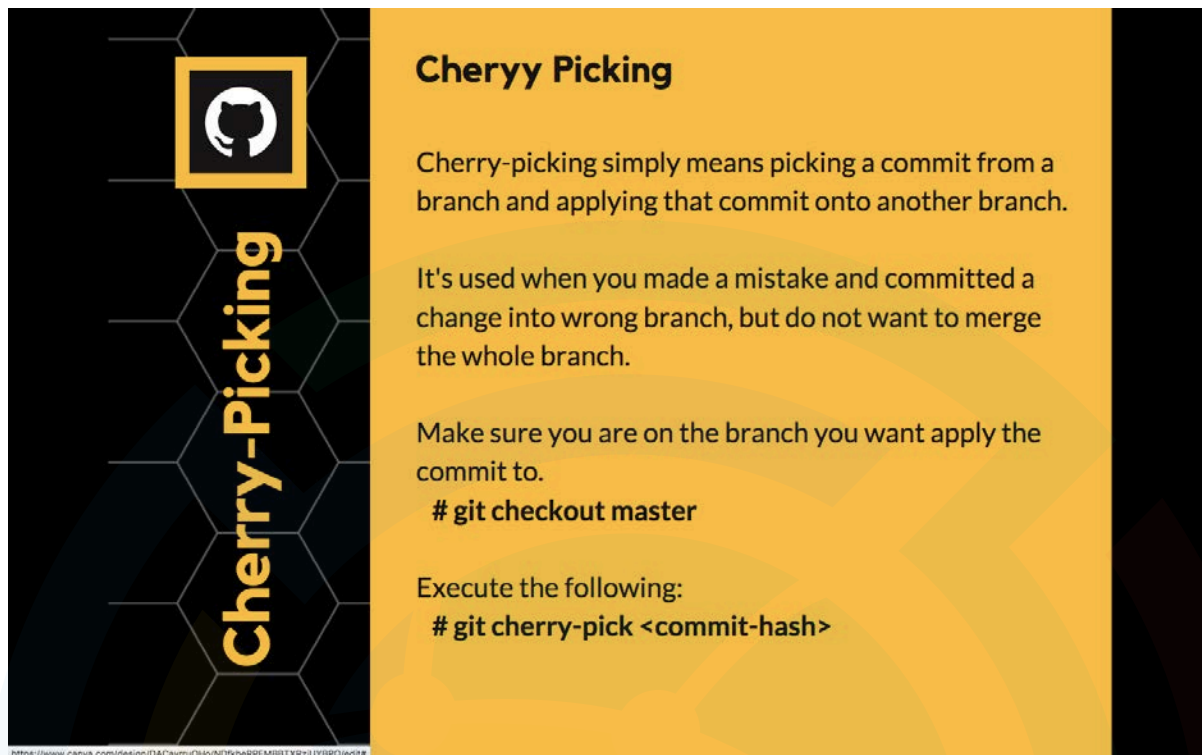 Cherry-Picking
Cheryy Picking
Cherry-picking simply means picking a commit from a
branch and applying that commit onto another branch.
It's used when you made a mistake and committed a
change into wrong branch, but do not want to merge
the whole branch.
Make sure you are on the branch you want apply the
commit to.
# git checkout master
Execute the following:
# git cherry-pick <commit-hash>